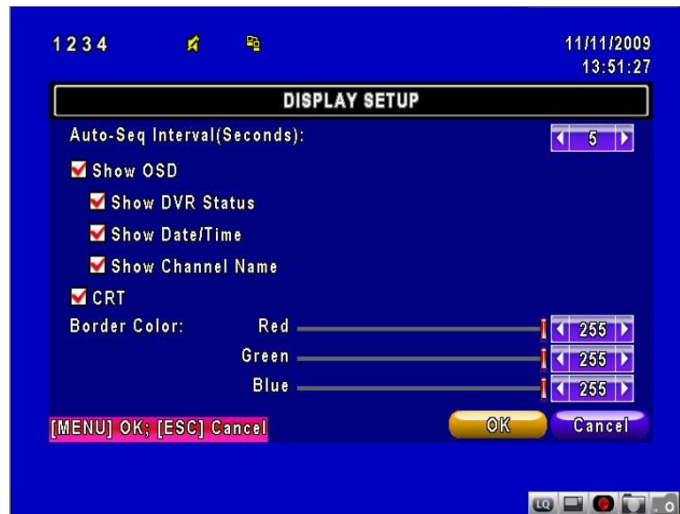 1234
11/11/2009
13:51:27
DISPLAY SETUP
Auto-Seq Interval(Seconds): 5
Show OSD
Show DVR Status
Show Date/Time
Show Channel Name
CRT
Border Color: Red 255
Green 255
Blue 255
[MENU] OK; [ESC] Cancel OK Cancel
I.Q